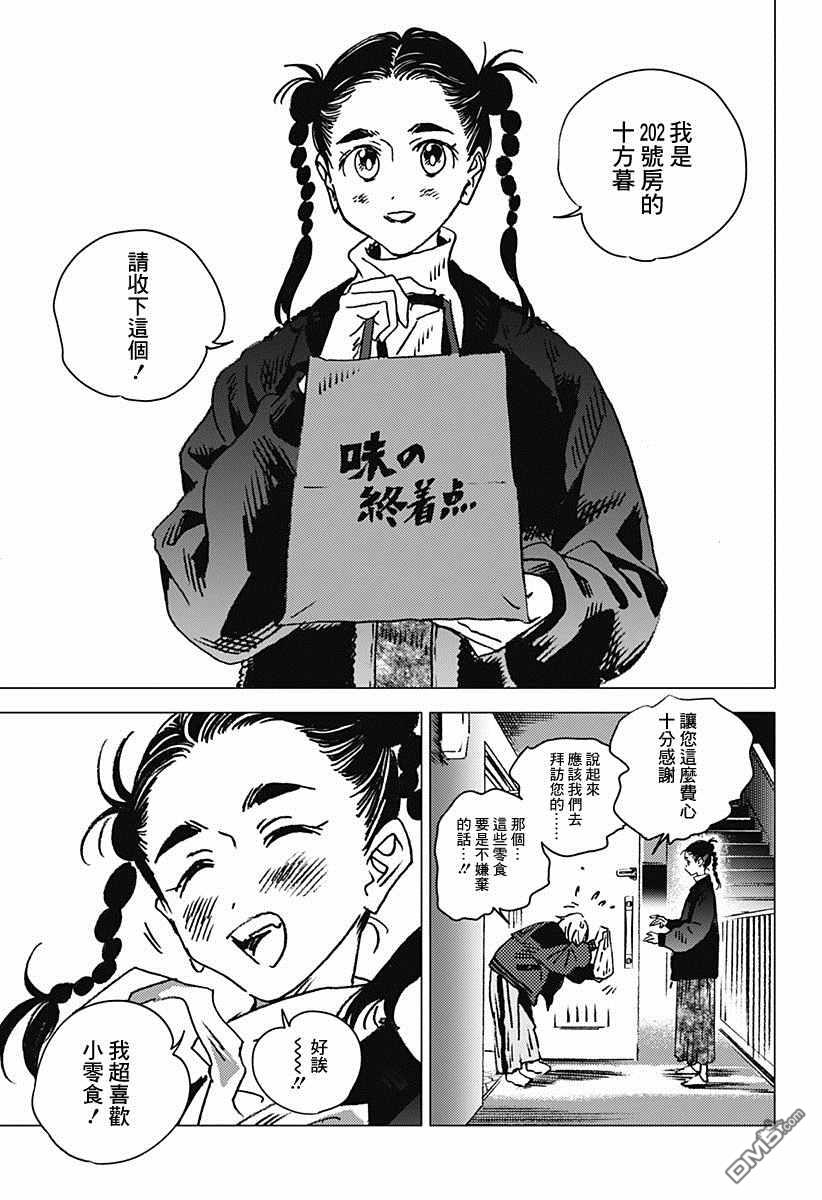 我是
202號房的
十方暮
請收下這個！
味の
終着点
讓您這麼費心
十分感謝
說起來
應該我們去
拜訪您的……
那個…
這些零食
要是不嫌棄
的話…!!
好誒
~~~!!
我超喜歡
小零食！
DM5.com